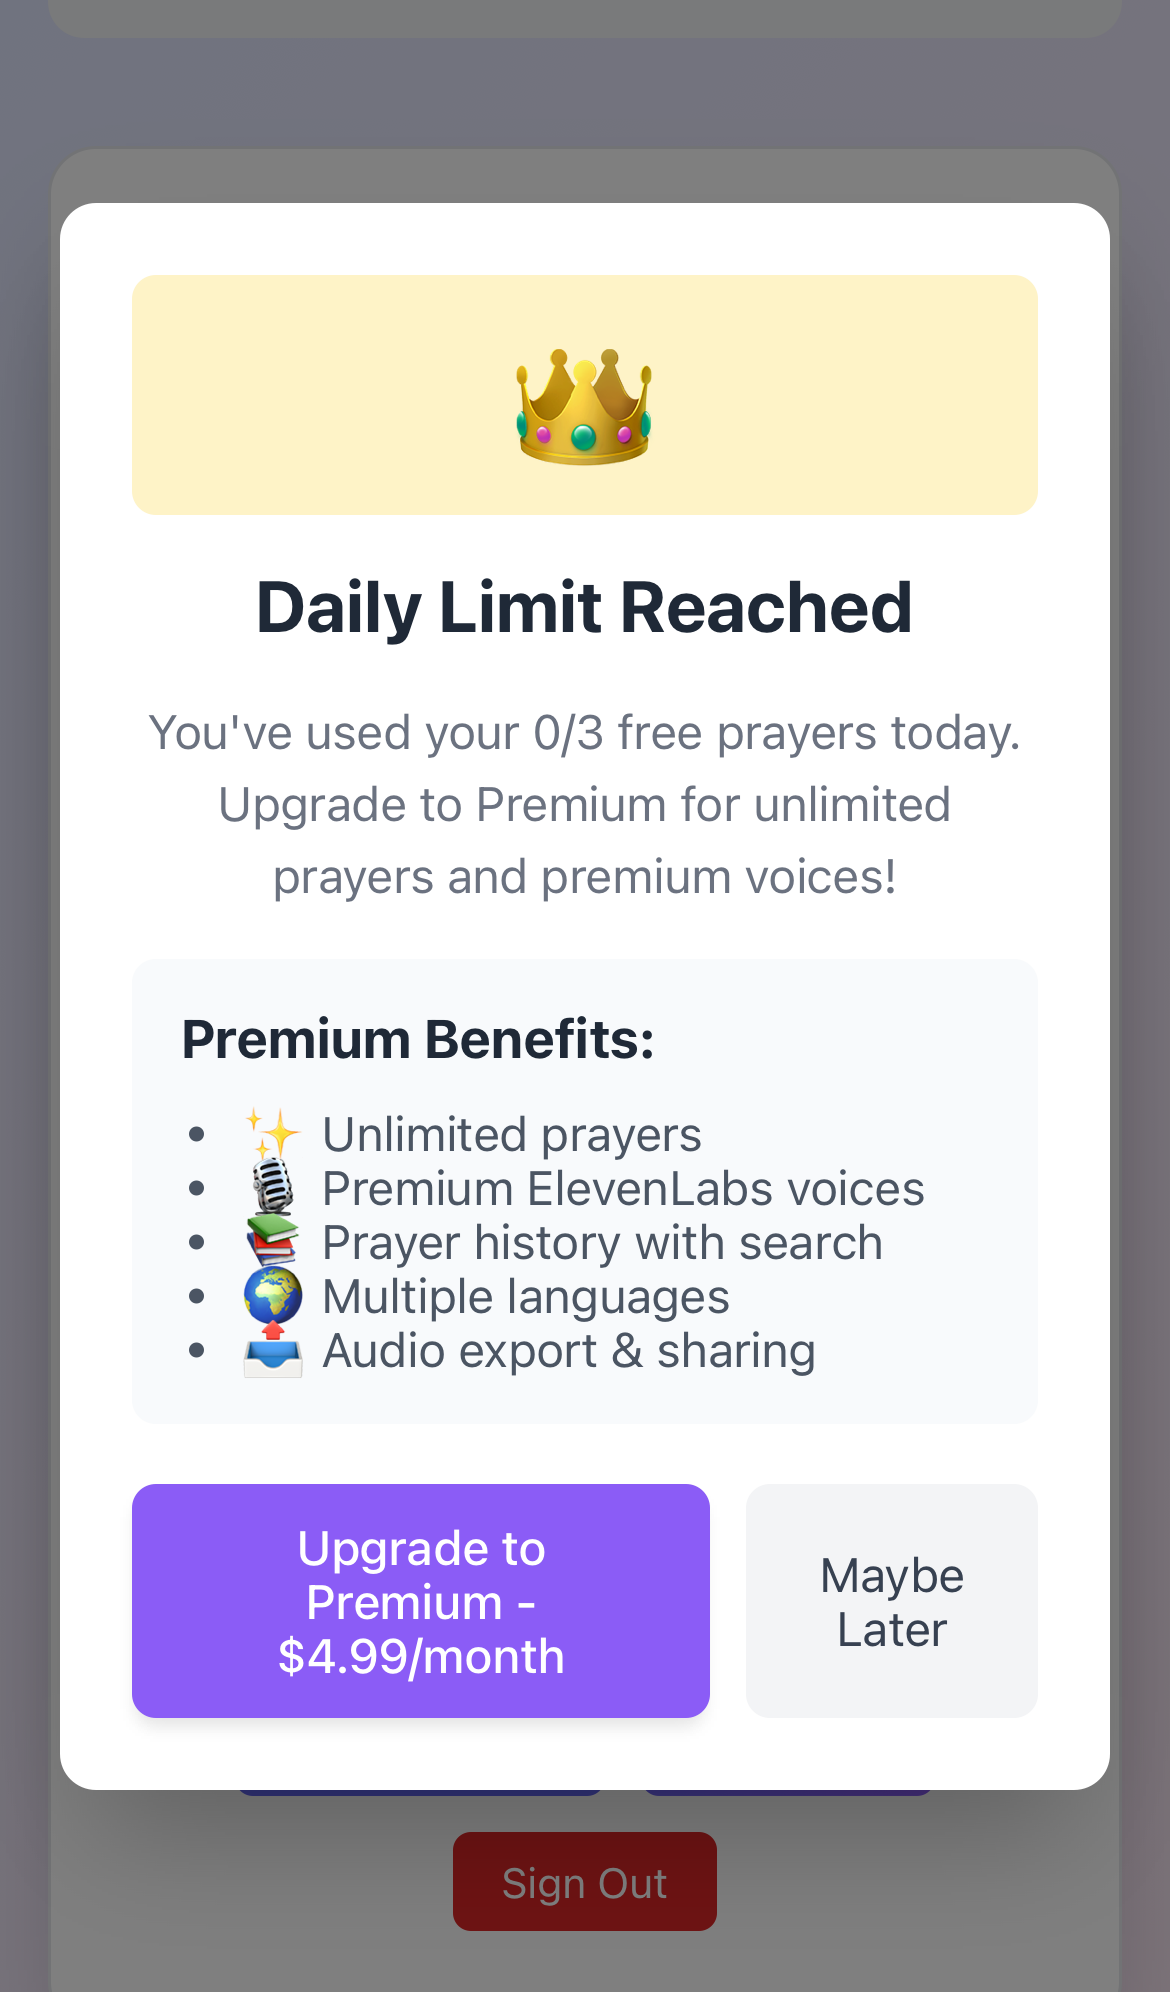 Daily Limit Reached
You've used your 0/3 free prayers today.
Upgrade to Premium for unlimited
prayers and premium voices!
Premium Benefits:
• ✨ Unlimited prayers
• 🎙️ Premium ElevenLabs voices
• 📚 Prayer history with search
• 🌍 Multiple languages
• 📤 Audio export & sharing
Upgrade to
Premium -
$4.99/month
Maybe
Later
Sign Out